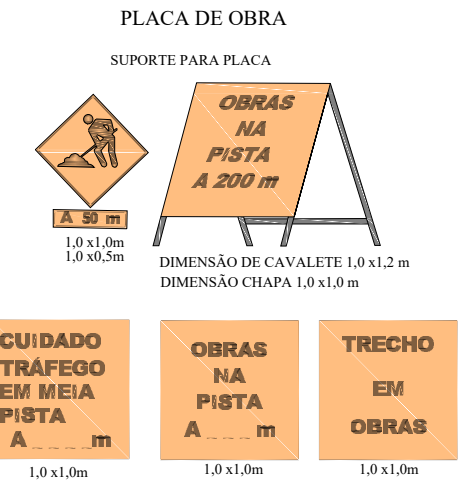 PLACA DE OBRA
SUPORTE PARA PLACA
OBRAS
NA
PISTA
A 200 m
A 50 m
1,0 x1,0m
1,0 x0,5m
DIMENSÃO DE CAVALETE 1,0 x1,2 m
DIMENSÃO CHAPA 1,0 x1,0 m
CUIDADO
TRÁFEGO
EM MEIA
PISTA
A _ _ _ _ m
1,0 x1,0m
OBRAS
NA
PISTA
A _ _ _ m
1,0 x1,0m
TRECHO
EM
OBRAS
1,0 x1,0m